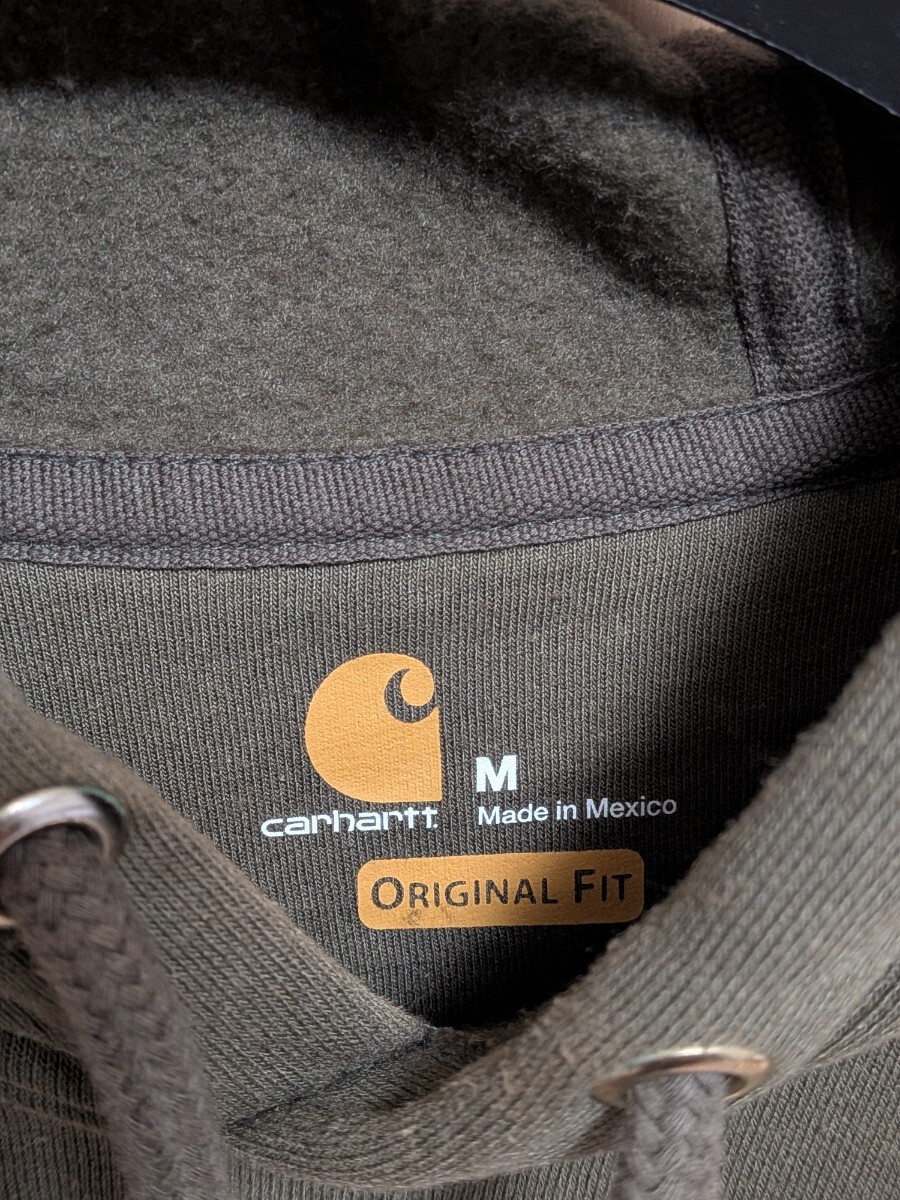 M
carhartt.
Made in Mexico
ORIGINAL FIT